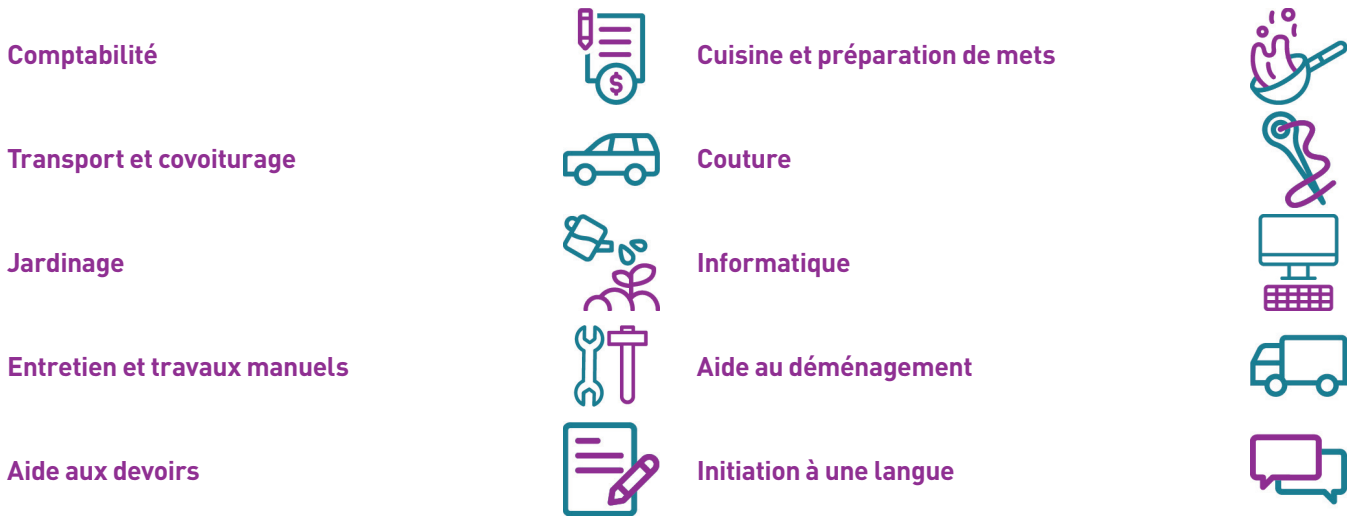 Comptabilité
Cuisine et préparation de mets
Transport et covoiturage
Couture
Jardinage
Informatique
Entretien et travaux manuels
Aide au déménagement
Aide aux devoirs
Initiation à une langue
$